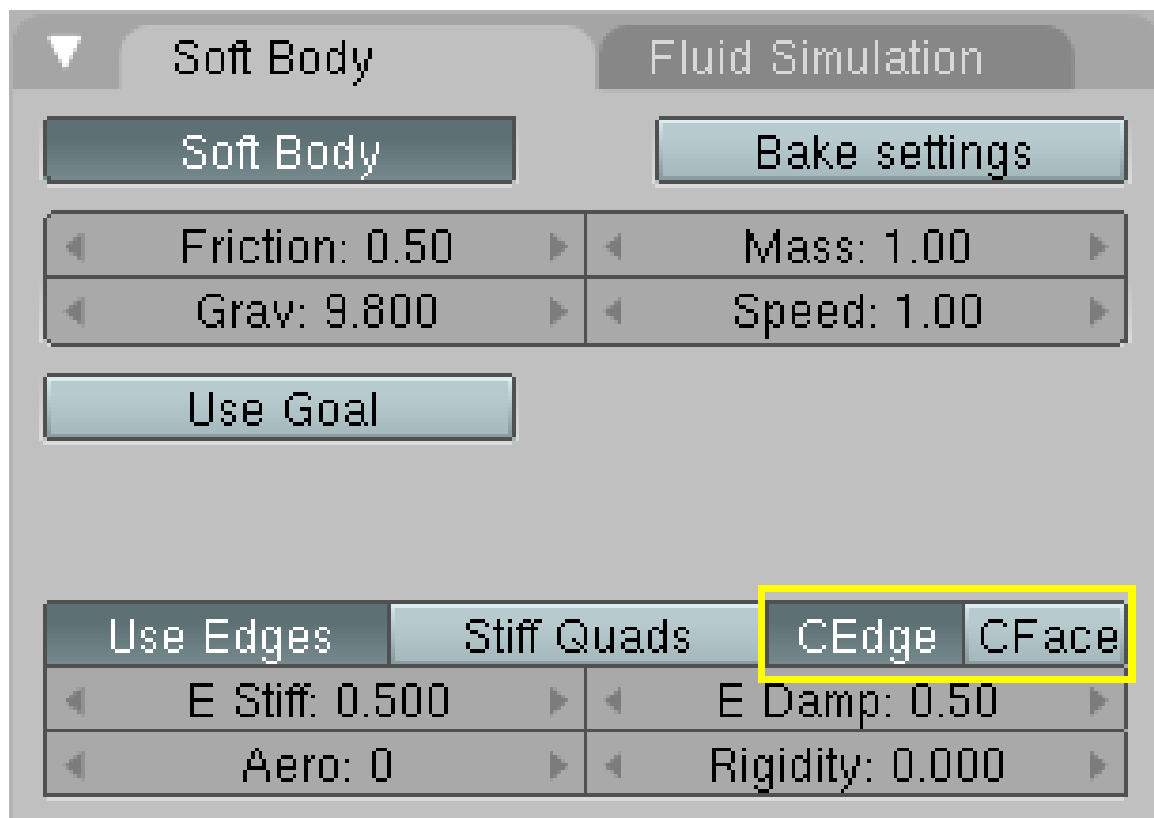 Soft Body Fluid Simulation
Soft Body Bake settings
Friction: 0.50 Mass: 1.00
Grav: 9.800 Speed: 1.00
Use Goal
Use Edges Stiff Quads CEdge CFace
E Stiff: 0.500 E Damp: 0.50
Aero: 0 Rigidity: 0.000